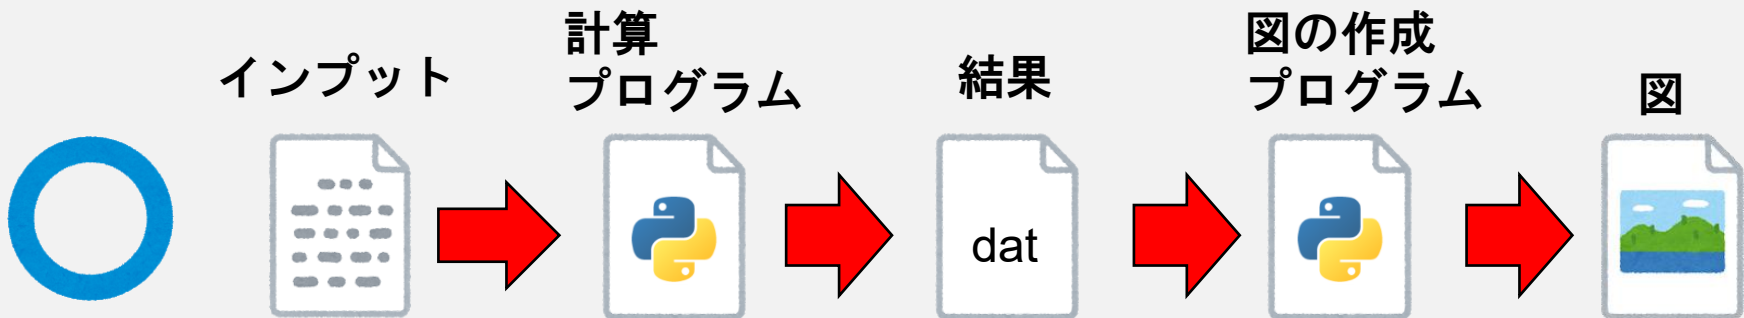 インプット
計算
プログラム
結果
図の作成
プログラム
図
dat